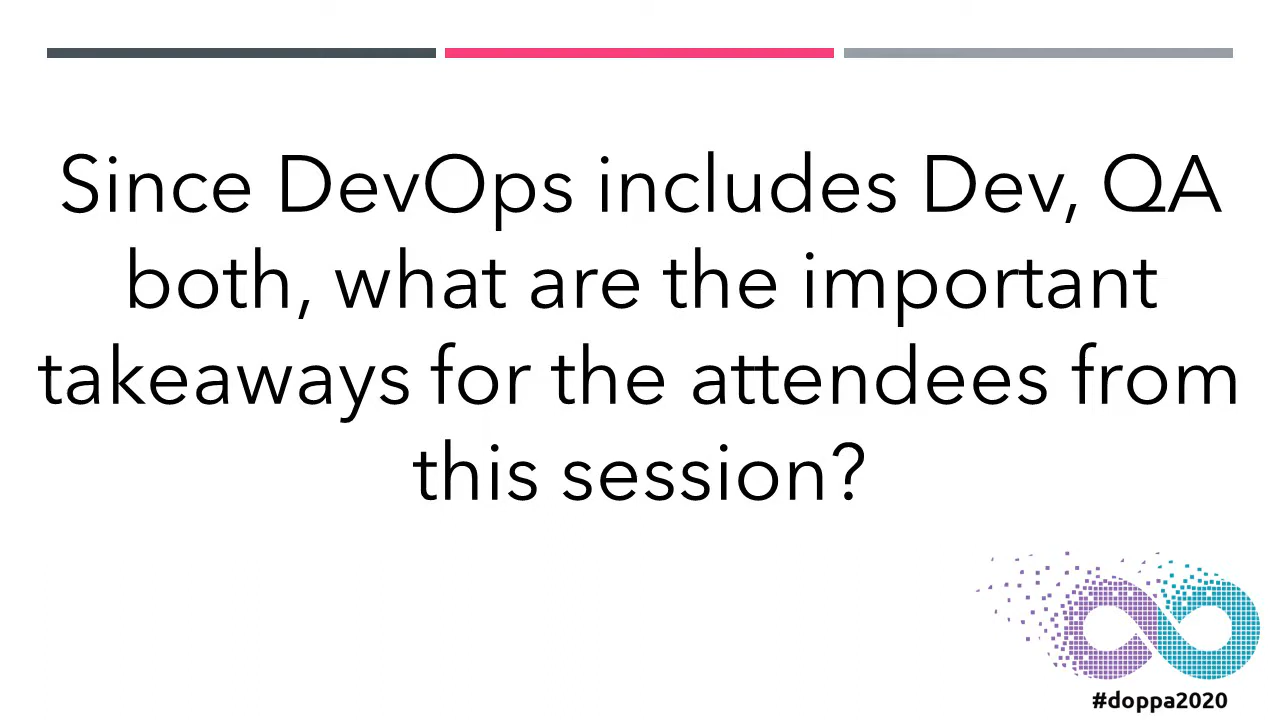 Since DevOps includes Dev, QA
both, what are the important
takeaways for the attendees from
this session?
#doppa2020